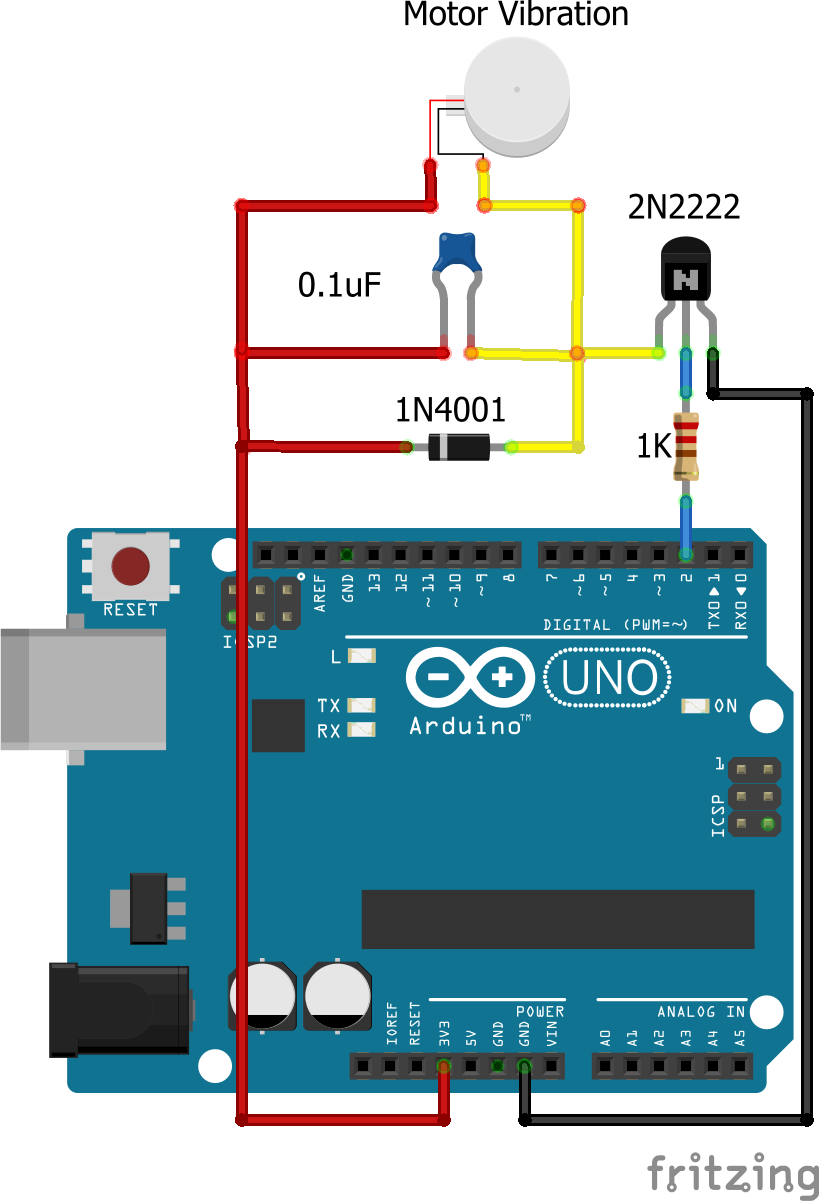 Motor Vibration
2N2222
N
0.1uF
1N4001
1K
RESET
AREF
GND
13
12
~11
~10
~9
8
7
~6
~5
4
~3
2
TX0▶1
RX0◀0
ICSP2
DIGITAL (PWM=~)
L
TX
RX
UNO
ON
Arduino™
1
ICSP
IOREF
RESET
3V3
5V
GND
GND
VIN
POWER
ANALOG IN
A0
A1
A2
A3
A4
A5
fritzing